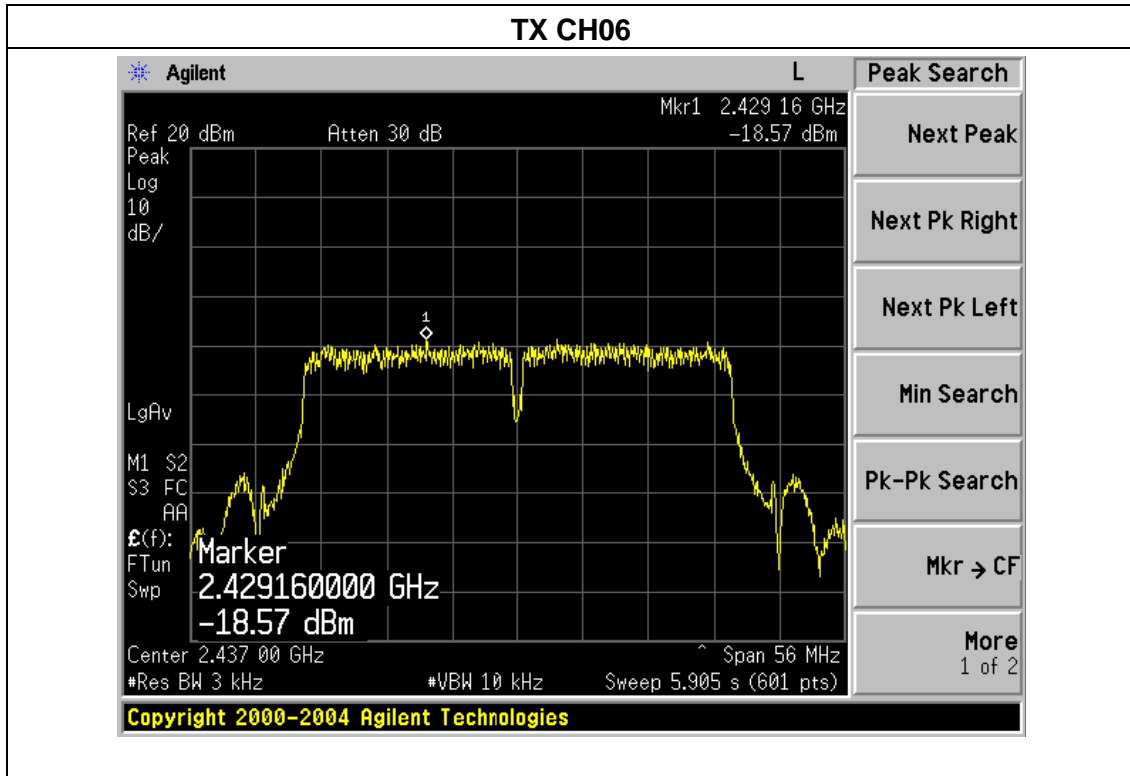 TX CH06
Agilent L Peak Search
Mkr1 2.429 16 GHz
Ref 20 dBm Atten 30 dB -18.57 dBm
Peak
Log
10
dB/
1
LgAv
M1 S2
S3 FC
AA
£(f):
FTun
Swp
Marker
2.429160000 GHz
-18.57 dBm
Center 2.437 00 GHz ^ Span 56 MHz
#Res BW 3 kHz #VBW 10 kHz Sweep 5.905 s (601 pts)
Copyright 2000-2004 Agilent Technologies
Next Peak
Next Pk Right
Next Pk Left
Min Search
Pk-Pk Search
Mkr → CF
More
1 of 2